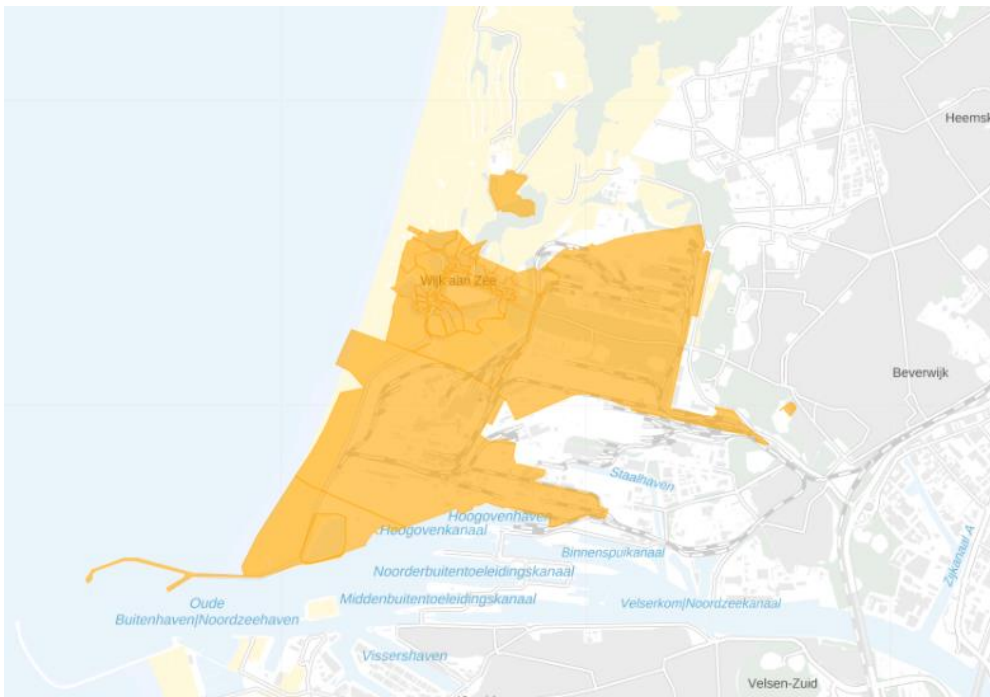 Heemsk
Wijk aan Zee
Beverwijk
Staalhaven
Hoogovenhaven
Hoogovenkanaal
Binnenspuikanaal
Zijkanaal A
Noorderbuitentoeleidingskanaal
Middenbuitentoeleidingskanaal
Velserkom|Noordzeekanaal
Oude
Buitenhaven|Noordzeehaven
Vissershaven
Velsen-Zuid